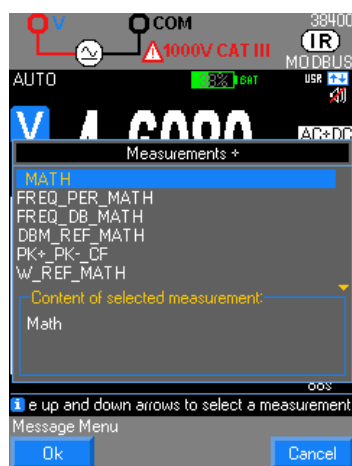 V COM 38400
1000V CAT III IR
MODBUS
AUTO BAT USR
V AC+DC
Measurements +
MATH
FREQ_PER_MATH
FREQ_DB_MATH
DBM_REF_MATH
PK+_PK-_CF
W_REF_MATH
Content of selected measurement:
Math
00s
e up and down arrows to select a measurement
Message Menu
Ok Cancel